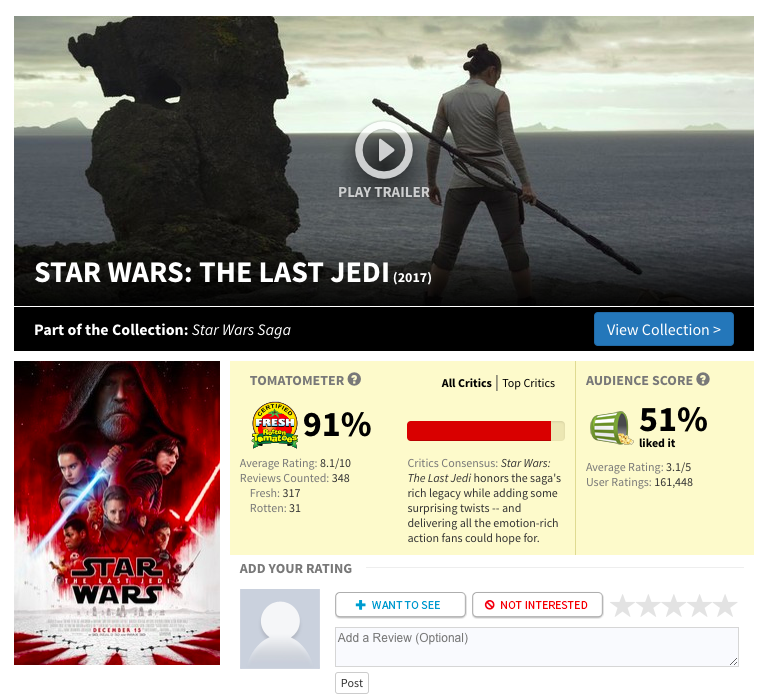 PLAY TRAILER
STAR WARS: THE LAST JEDI (2017)
Part of the Collection: Star Wars Saga
View Collection >
TOMATOMETER ?
All Critics | Top Critics
CERTIFIED
FRESH
Rotten
Tomatoes
91%
Average Rating: 8.1/10
Reviews Counted: 348
Fresh: 317
Rotten: 31
Critics Consensus: Star Wars:
The Last Jedi honors the saga's
rich legacy while adding some
surprising twists -- and
delivering all the emotion-rich
action fans could hope for.
AUDIENCE SCORE ?
51%
liked it
Average Rating: 3.1/5
User Ratings: 161,448
STAR
THE LAST JEDI
WARS
DECEMBER 15
ADD YOUR RATING
WANT TO SEE
NOT INTERESTED
Add a Review (Optional)
Post